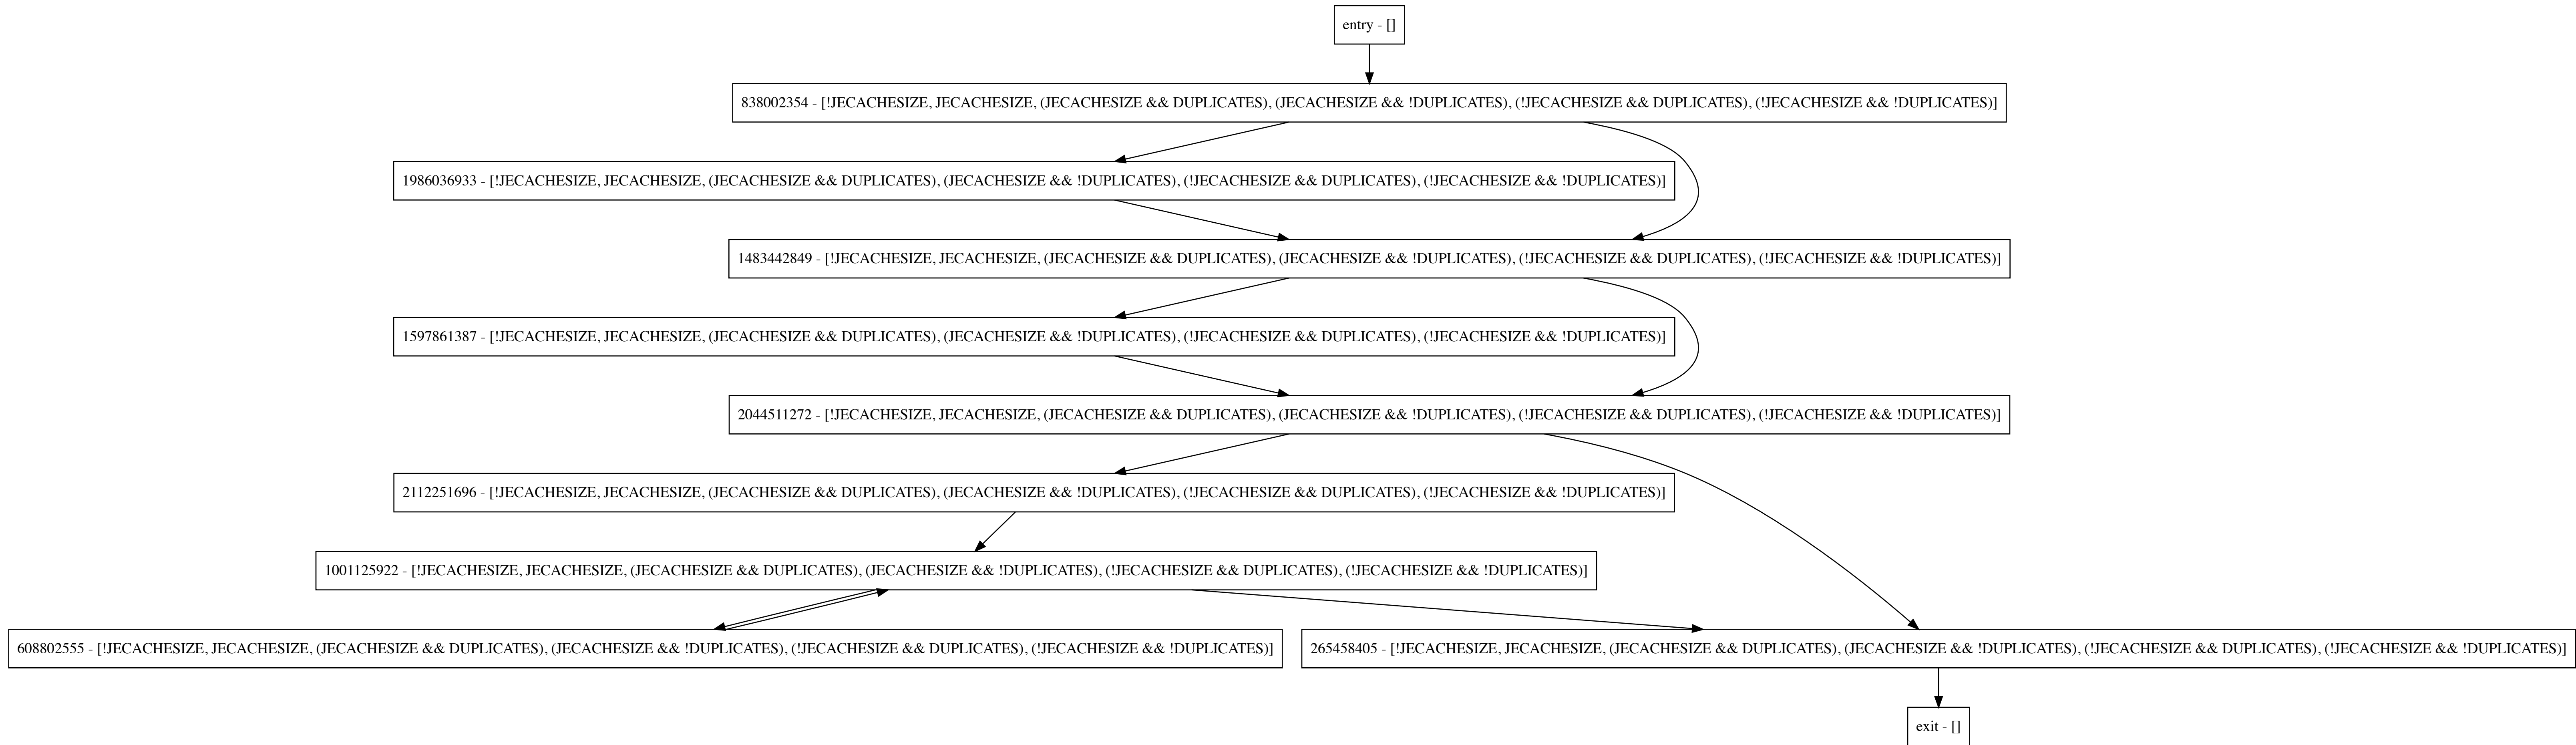 entry - []
838002354 - [!JECACHESIZE, JECACHESIZE, (JECACHESIZE && DUPLICATES), (JECACHESIZE && !DUPLICATES), (!JECACHESIZE && DUPLICATES), (!JECACHESIZE && !DUPLICATES)]
1986036933 - [!JECACHESIZE, JECACHESIZE, (JECACHESIZE && DUPLICATES), (JECACHESIZE && !DUPLICATES), (!JECACHESIZE && DUPLICATES), (!JECACHESIZE && !DUPLICATES)]
1483442849 - [!JECACHESIZE, JECACHESIZE, (JECACHESIZE && DUPLICATES), (JECACHESIZE && !DUPLICATES), (!JECACHESIZE && DUPLICATES), (!JECACHESIZE && !DUPLICATES)]
1597861387 - [!JECACHESIZE, JECACHESIZE, (JECACHESIZE && DUPLICATES), (JECACHESIZE && !DUPLICATES), (!JECACHESIZE && DUPLICATES), (!JECACHESIZE && !DUPLICATES)]
2044511272 - [!JECACHESIZE, JECACHESIZE, (JECACHESIZE && DUPLICATES), (JECACHESIZE && !DUPLICATES), (!JECACHESIZE && DUPLICATES), (!JECACHESIZE && !DUPLICATES)]
2112251696 - [!JECACHESIZE, JECACHESIZE, (JECACHESIZE && DUPLICATES), (JECACHESIZE && !DUPLICATES), (!JECACHESIZE && DUPLICATES), (!JECACHESIZE && !DUPLICATES)]
1001125922 - [!JECACHESIZE, JECACHESIZE, (JECACHESIZE && DUPLICATES), (JECACHESIZE && !DUPLICATES), (!JECACHESIZE && DUPLICATES), (!JECACHESIZE && !DUPLICATES)]
608802555 - [!JECACHESIZE, JECACHESIZE, (JECACHESIZE && DUPLICATES), (JECACHESIZE && !DUPLICATES), (!JECACHESIZE && DUPLICATES), (!JECACHESIZE && !DUPLICATES)]
265458405 - [!JECACHESIZE, JECACHESIZE, (JECACHESIZE && DUPLICATES), (JECACHESIZE && !DUPLICATES), (!JECACHESIZE && DUPLICATES), (!JECACHESIZE && !DUPLICATES)]
exit - []